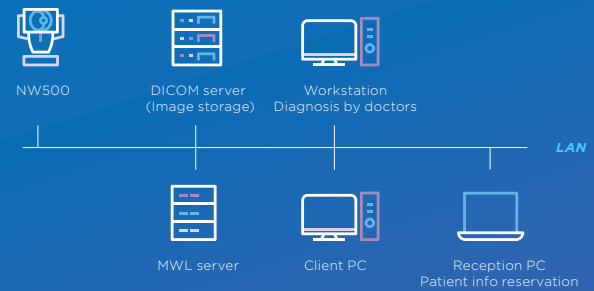 NW500
DICOM server
(Image storage)
Workstation
Diagnosis by doctors
LAN
MWL server
Client PC
Reception PC
Patient info reservation